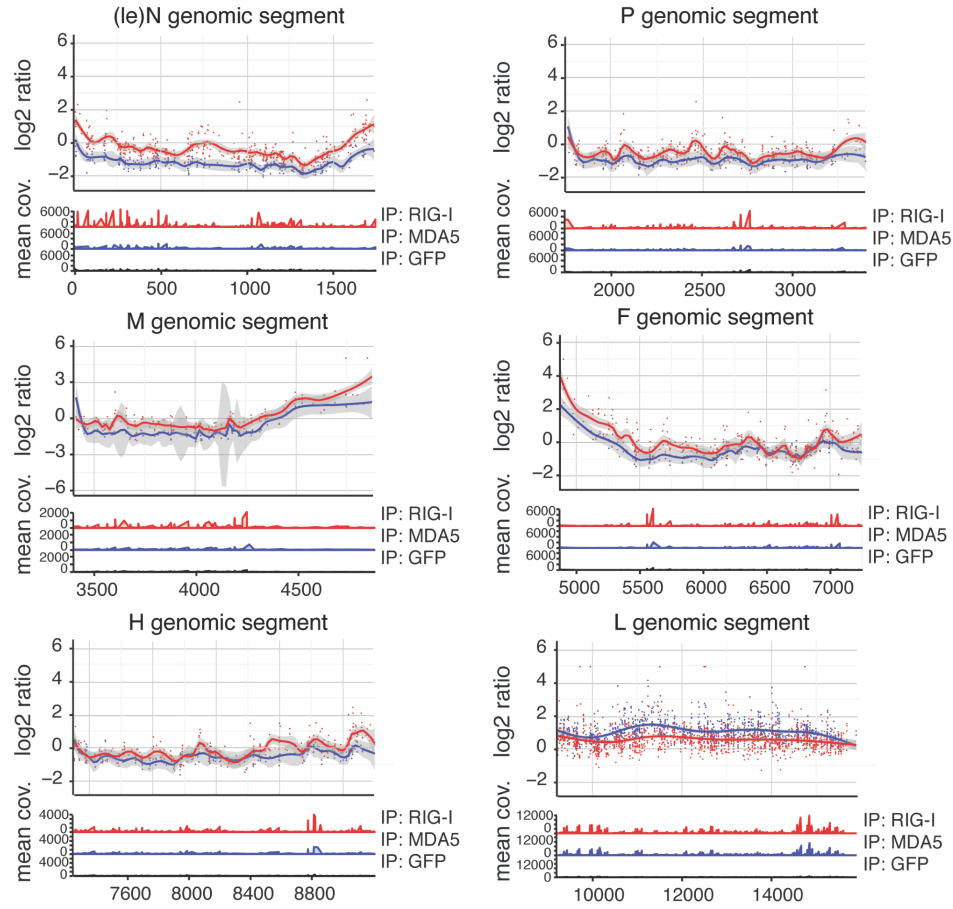 (le)N genomic segment
log2 ratio
6
4
2
0
−2
mean cov.
6000
0
6000
0
6000
0
IP: RIG-I
IP: MDA5
IP: GFP
0 500 1000 1500
P genomic segment
log2 ratio
6
4
2
0
−2
mean cov.
6000
0
6000
0
6000
0
IP: RIG-I
IP: MDA5
IP: GFP
2000 2500 3000
M genomic segment
log2 ratio
6
3
0
−3
−6
mean cov.
2000
0
2000
0
2000
0
IP: RIG-I
IP: MDA5
IP: GFP
3500 4000 4500
F genomic segment
log2 ratio
6
4
2
0
−2
mean cov.
6000
0
6000
0
6000
0
IP: RIG-I
IP: MDA5
IP: GFP
5000 5500 6000 6500 7000
H genomic segment
log2 ratio
6
4
2
0
−2
mean cov.
4000
0
4000
0
4000
0
IP: RIG-I
IP: MDA5
IP: GFP
7600 8000 8400 8800
L genomic segment
log2 ratio
6
4
2
0
−2
mean cov.
12000
0
12000
0
12000
0
IP: RIG-I
IP: MDA5
IP: GFP
10000 12000 14000